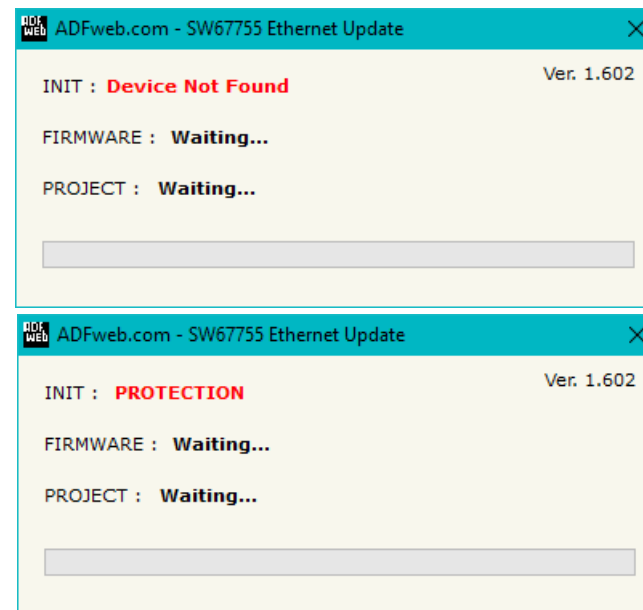 ADF
WEB
ADFweb.com - SW67755 Ethernet Update
Ver. 1.602
INIT : Device Not Found
FIRMWARE : Waiting...
PROJECT : Waiting...
ADF
WEB
ADFweb.com - SW67755 Ethernet Update
Ver. 1.602
INIT : PROTECTION
FIRMWARE : Waiting...
PROJECT : Waiting...